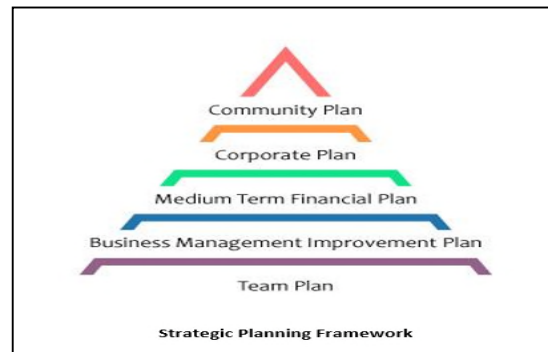 Community Plan
Corporate Plan
Medium Term Financial Plan
Business Management Improvement Plan
Team Plan
Strategic Planning Framework